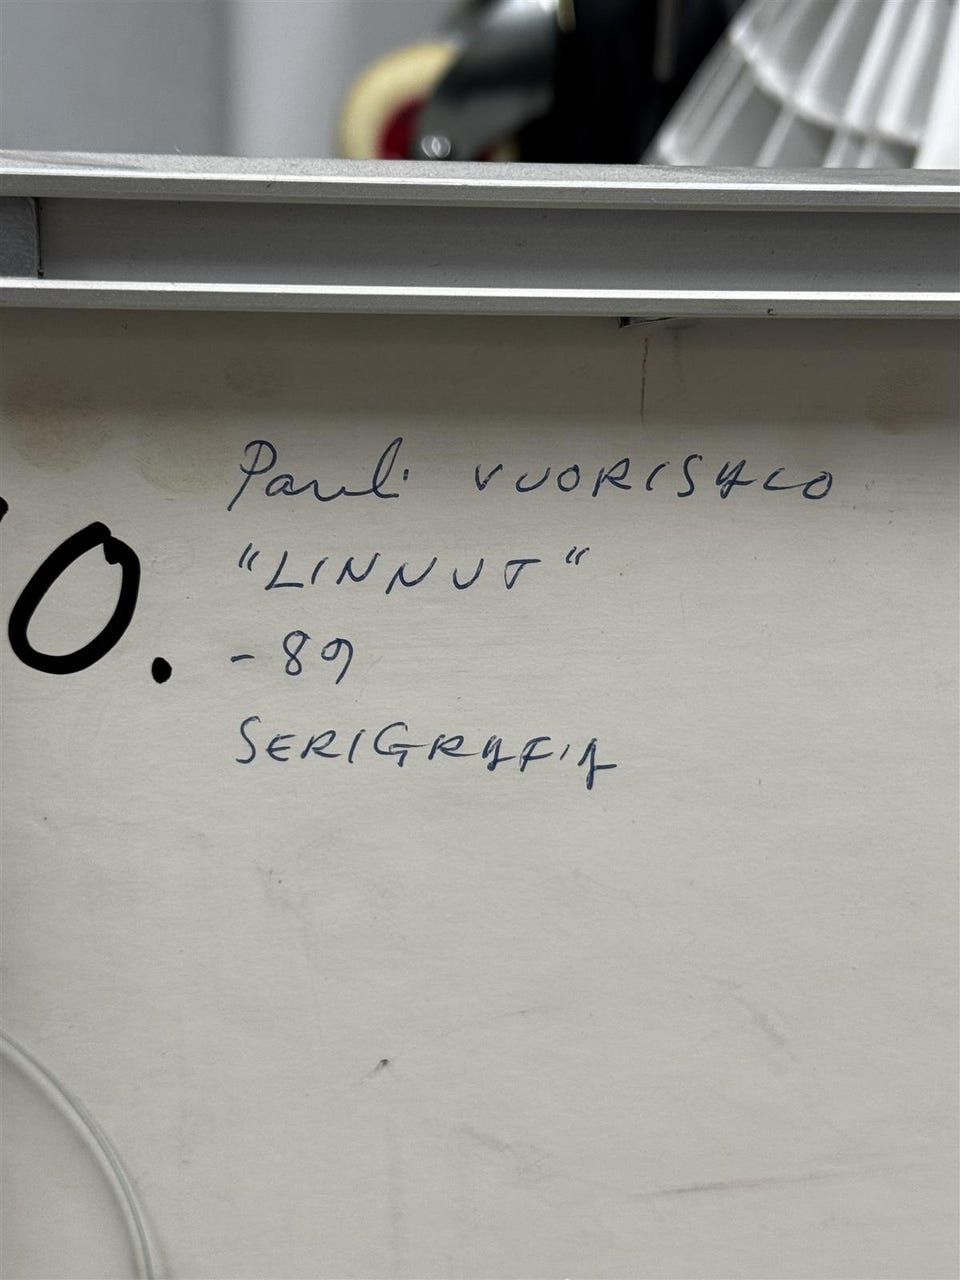 Pauli VUORISALO
"LINNUT"
-89
0.
SERIGRAFIA